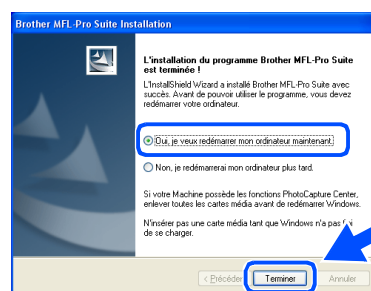 Brother MFL-Pro Suite Installation
L'installation du programme Brother MFL-Pro Suite
est terminée !
L'InstallShield Wizard a installé Brother MFL-Pro Suite avec
succès. Avant de pouvoir utiliser le programme, vous devez
redémarrer votre ordinateur.
Oui, je veux redémarrer mon ordinateur maintenant.
Non, je redémarrerai mon ordinateur plus tard.
Si votre Machine possède les fonctions PhotoCapture Center,
enlever toutes les cartes média avant de redémarrer Windows.
N'insérer pas une carte média tant que Windows n'a pas fini
de se charger.
< Précéder
Terminer
Annuler